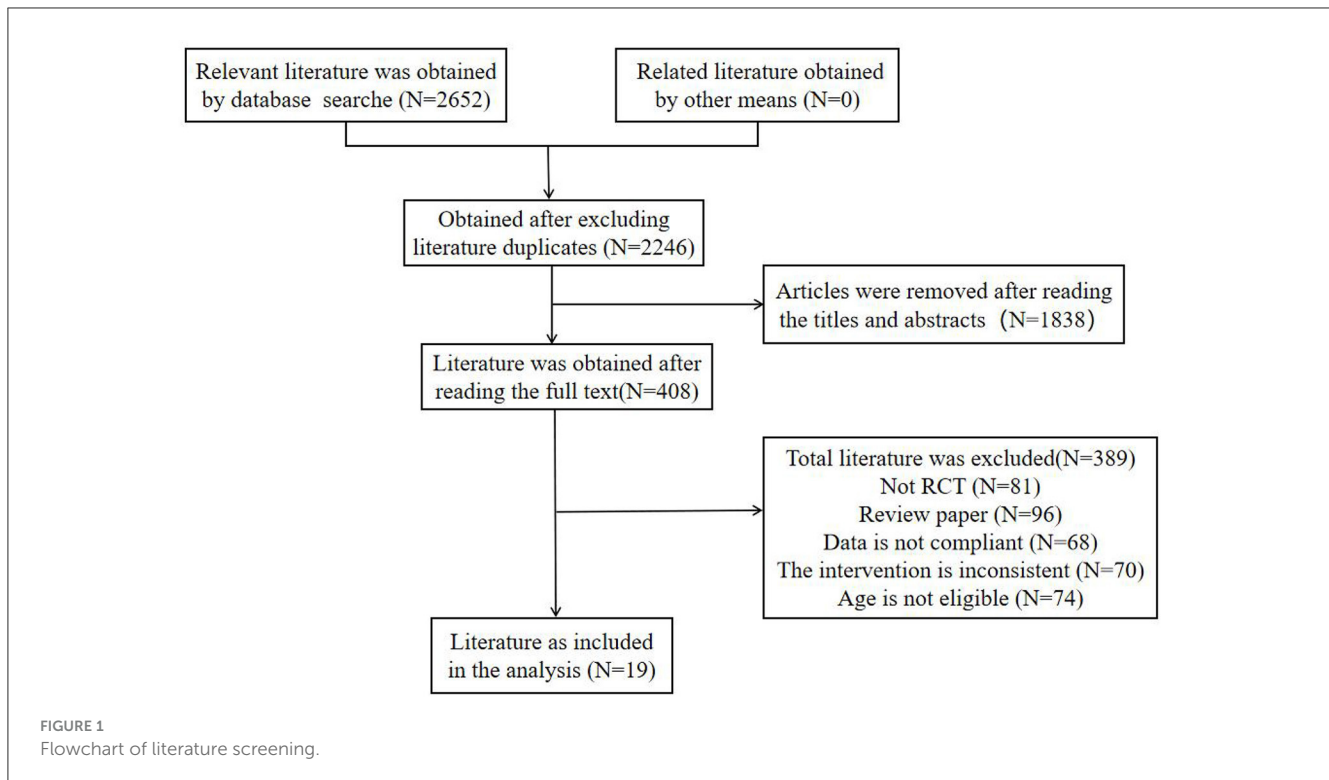 Relevant literature was obtained
by database searche (N=2652)
Related literature obtained
by other means (N=0)
Obtained after excluding
literature duplicates (N=2246)
Articles were removed after reading
the titles and abstracts（N=1838）
Literature was obtained after
reading the full text(N=408)
Total literature was excluded(N=389)
Not RCT (N=81)
Review paper (N=96)
Data is not compliant (N=68)
The intervention is inconsistent (N=70)
Age is not eligible (N=74)
Literature as included
in the analysis (N=19)
FIGURE 1
Flowchart of literature screening.